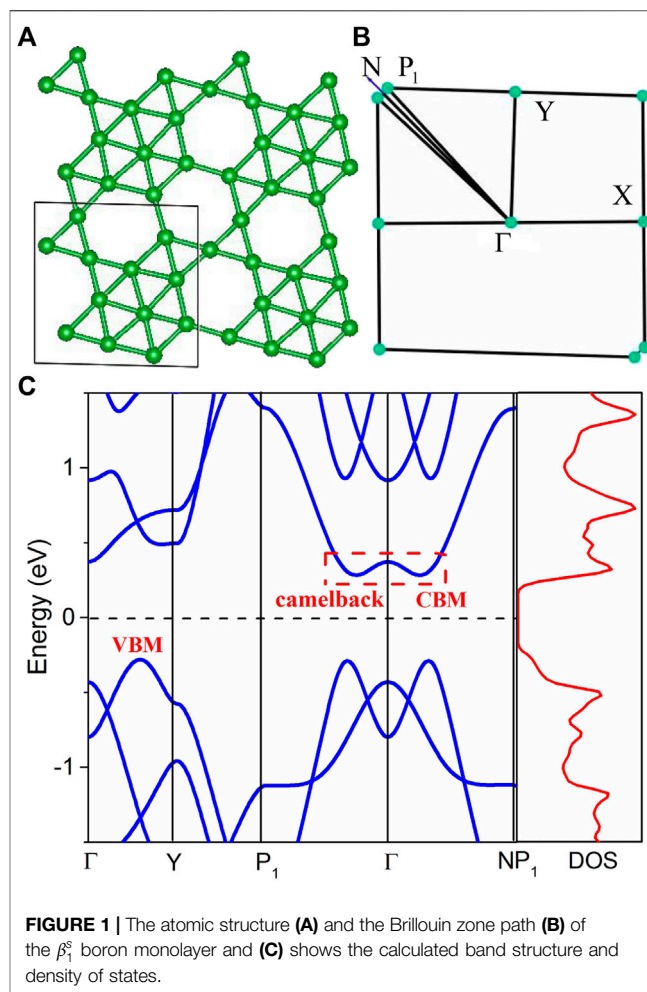 A
B
N P₁
Y
X
Γ
C
Energy (eV)
1
0
-1
camelback CBM
VBM
Γ Y P₁ Γ NP₁ DOS
FIGURE 1 | The atomic structure (A) and the Brillouin zone path (B) of
the β₁ˢ boron monolayer and (C) shows the calculated band structure and
density of states.